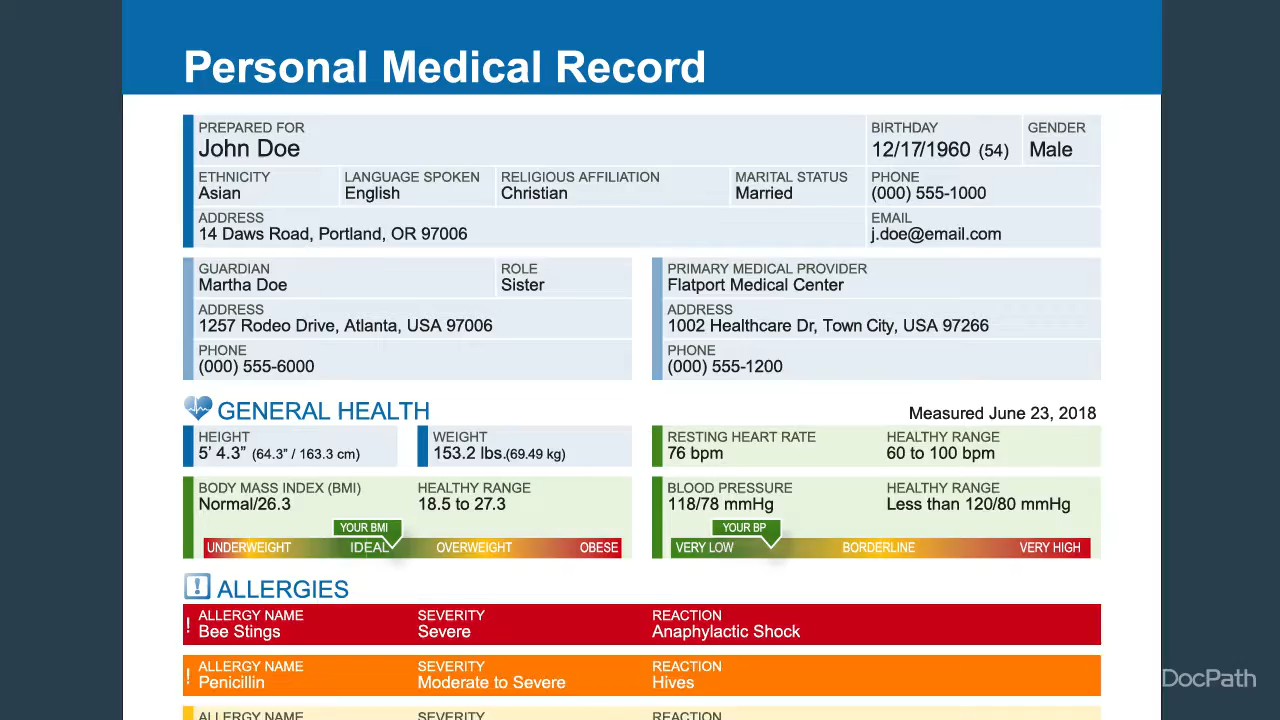 Personal Medical Record
PREPARED FOR BIRTHDAY GENDER
John Doe 12/17/1960 (54) Male
ETHNICITY LANGUAGE SPOKEN RELIGIOUS AFFILIATION MARITAL STATUS PHONE
Asian English Christian Married (000) 555-1000
ADDRESS EMAIL
14 Daws Road, Portland, OR 97006 j.doe@email.com
GUARDIAN ROLE PRIMARY MEDICAL PROVIDER
Martha Doe Sister Flatport Medical Center
ADDRESS ADDRESS
1257 Rodeo Drive, Atlanta, USA 97006 1002 Healthcare Dr, Town City, USA 97266
PHONE PHONE
(000) 555-6000 (000) 555-1200
GENERAL HEALTH Measured June 23, 2018
HEIGHT WEIGHT RESTING HEART RATE HEALTHY RANGE
5’ 4.3” (64.3” / 163.3 cm) 153.2 lbs.(69.49 kg) 76 bpm 60 to 100 bpm
BODY MASS INDEX (BMI) HEALTHY RANGE BLOOD PRESSURE HEALTHY RANGE
Normal/26.3 18.5 to 27.3 118/78 mmHg Less than 120/80 mmHg
YOUR BMI YOUR BP
UNDERWEIGHT IDEAL OVERWEIGHT OBESE VERY LOW BORDERLINE VERY HIGH
! ALLERGIES
ALLERGY NAME SEVERITY REACTION
! Bee Stings Severe Anaphylactic Shock
ALLERGY NAME SEVERITY REACTION
! Penicillin Moderate to Severe Hives
DocPath
ALLERGY NAME SEVERITY REACTION